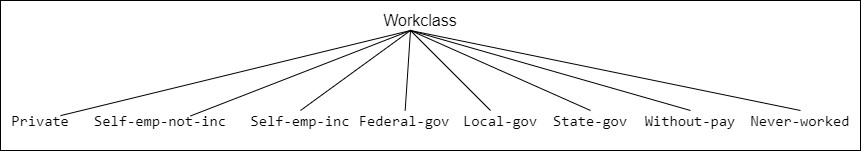 Workclass
Private Self-emp-not-inc Self-emp-inc Federal-gov Local-gov State-gov Without-pay Never-worked